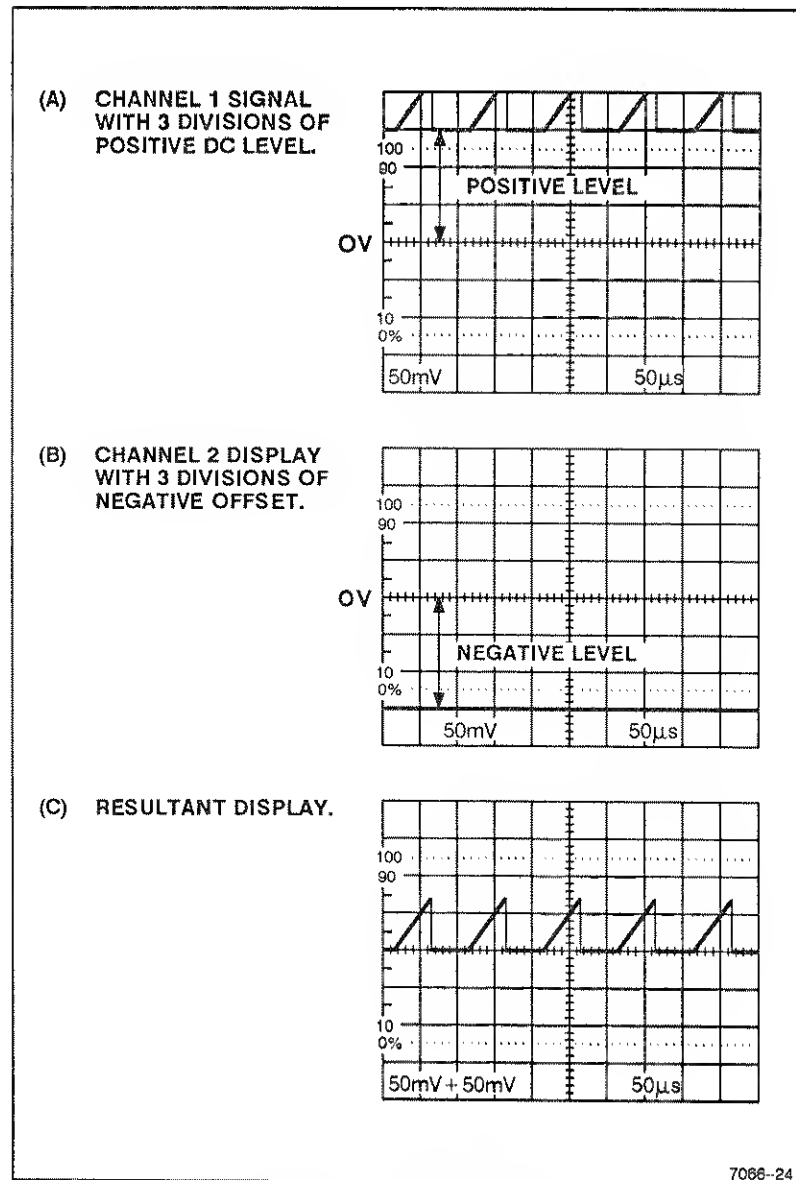 (A) CHANNEL 1 SIGNAL
WITH 3 DIVISIONS OF
POSITIVE DC LEVEL.
100
90
POSITIVE LEVEL
OV
10
0%
50mV 50µs
(B) CHANNEL 2 DISPLAY
WITH 3 DIVISIONS OF
NEGATIVE OFFSET.
100
90
OV
NEGATIVE LEVEL
10
0%
50mV 50µs
(C) RESULTANT DISPLAY.
100
90
10
0%
50mV + 50mV 50µs
7066--24